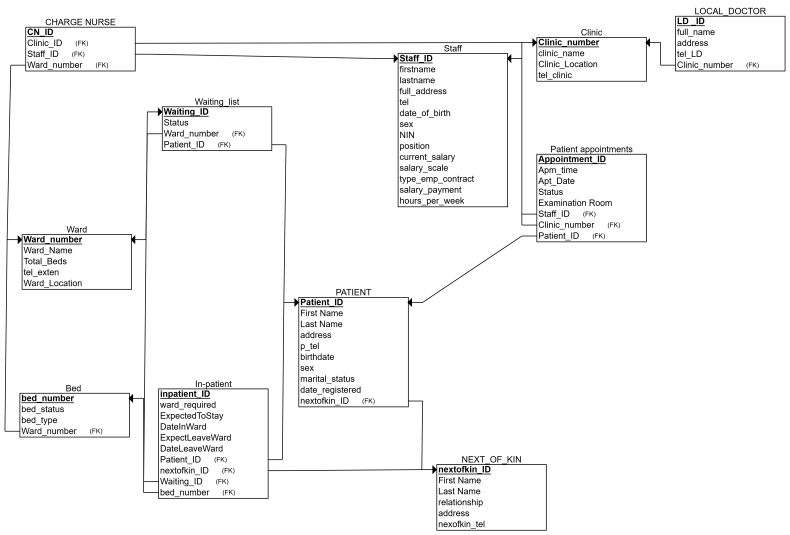 CHARGE NURSE
CN_ID
Clinic_ID (FK)
Staff_ID (FK)
Ward_number (FK)
Staff
Staff_ID
firstname
lastname
full_address
tel
date_of_birth
sex
NIN
position
current_salary
salary_scale
type_emp_contract
salary_payment
hours_per_week
Clinic
Clinic_number
clinic_name
Clinic_Location
tel_clinic
LOCAL_DOCTOR
LD_ID
full_name
address
tel_LD
Clinic_number (FK)
Waiting_list
Waiting_ID
Status
Ward_number (FK)
Patient_ID (FK)
Patient appointments
Appointment_ID
Apm_time
Apt_Date
Status
Examination Room
Staff_ID (FK)
Clinic_number (FK)
Patient_ID (FK)
Ward
Ward_number
Ward_Name
Total_Beds
tel_exten
Ward_Location
PATIENT
Patient_ID
First Name
Last Name
address
p_tel
birthdate
sex
marital_status
date_registered
nextofkin_ID (FK)
Bed
bed_number
bed_status
bed_type
Ward_number (FK)
In-patient
inpatient_ID
ward_required
ExpectedToStay
DateInWard
ExpectLeaveWard
DateLeaveWard
Patient_ID (FK)
nextofkin_ID (FK)
Waiting_ID (FK)
bed_number (FK)
NEXT_OF_KIN
nextofkin_ID
First Name
Last Name
relationship
address
nexofkin_tel